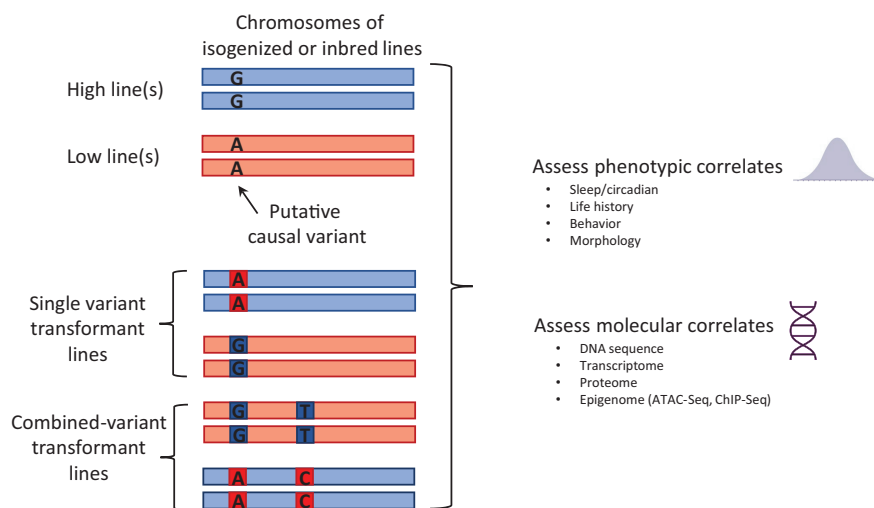 Chromosomes of
isogenized or inbred lines
High line(s)
G
G
Low line(s)
A
A
Putative
causal variant
Single variant
transformant
lines
A
A
G
G
Combined-variant
transformant
lines
G T
G T
A C
A C
Assess phenotypic correlates
• Sleep/circadian
• Life history
• Behavior
• Morphology
Assess molecular correlates
• DNA sequence
• Transcriptome
• Proteome
• Epigenome (ATAC-Seq, ChIP-Seq)